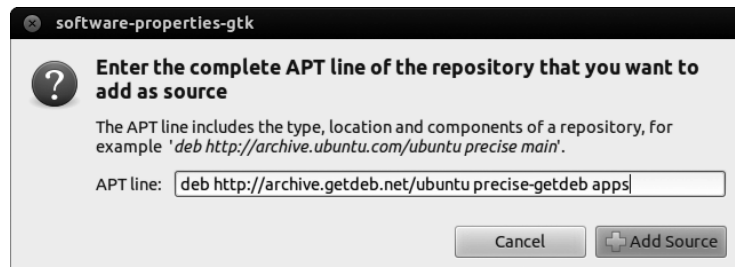 software-properties-gtk
Enter the complete APT line of the repository that you want to
add as source
The APT line includes the type, location and components of a repository, for
example 'deb http://archive.ubuntu.com/ubuntu precise main'.
APT line: deb http://archive.getdeb.net/ubuntu precise-getdeb apps
Cancel Add Source